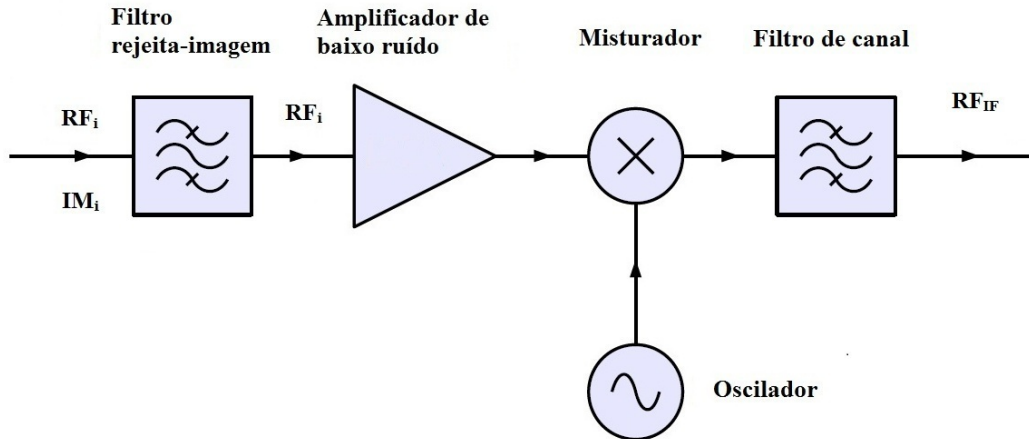 Filtro
rejeita-imagem
Amplificador de
baixo ruído
Misturador
Filtro de canal
RFi
RFi
RFIF
IMi
Oscilador